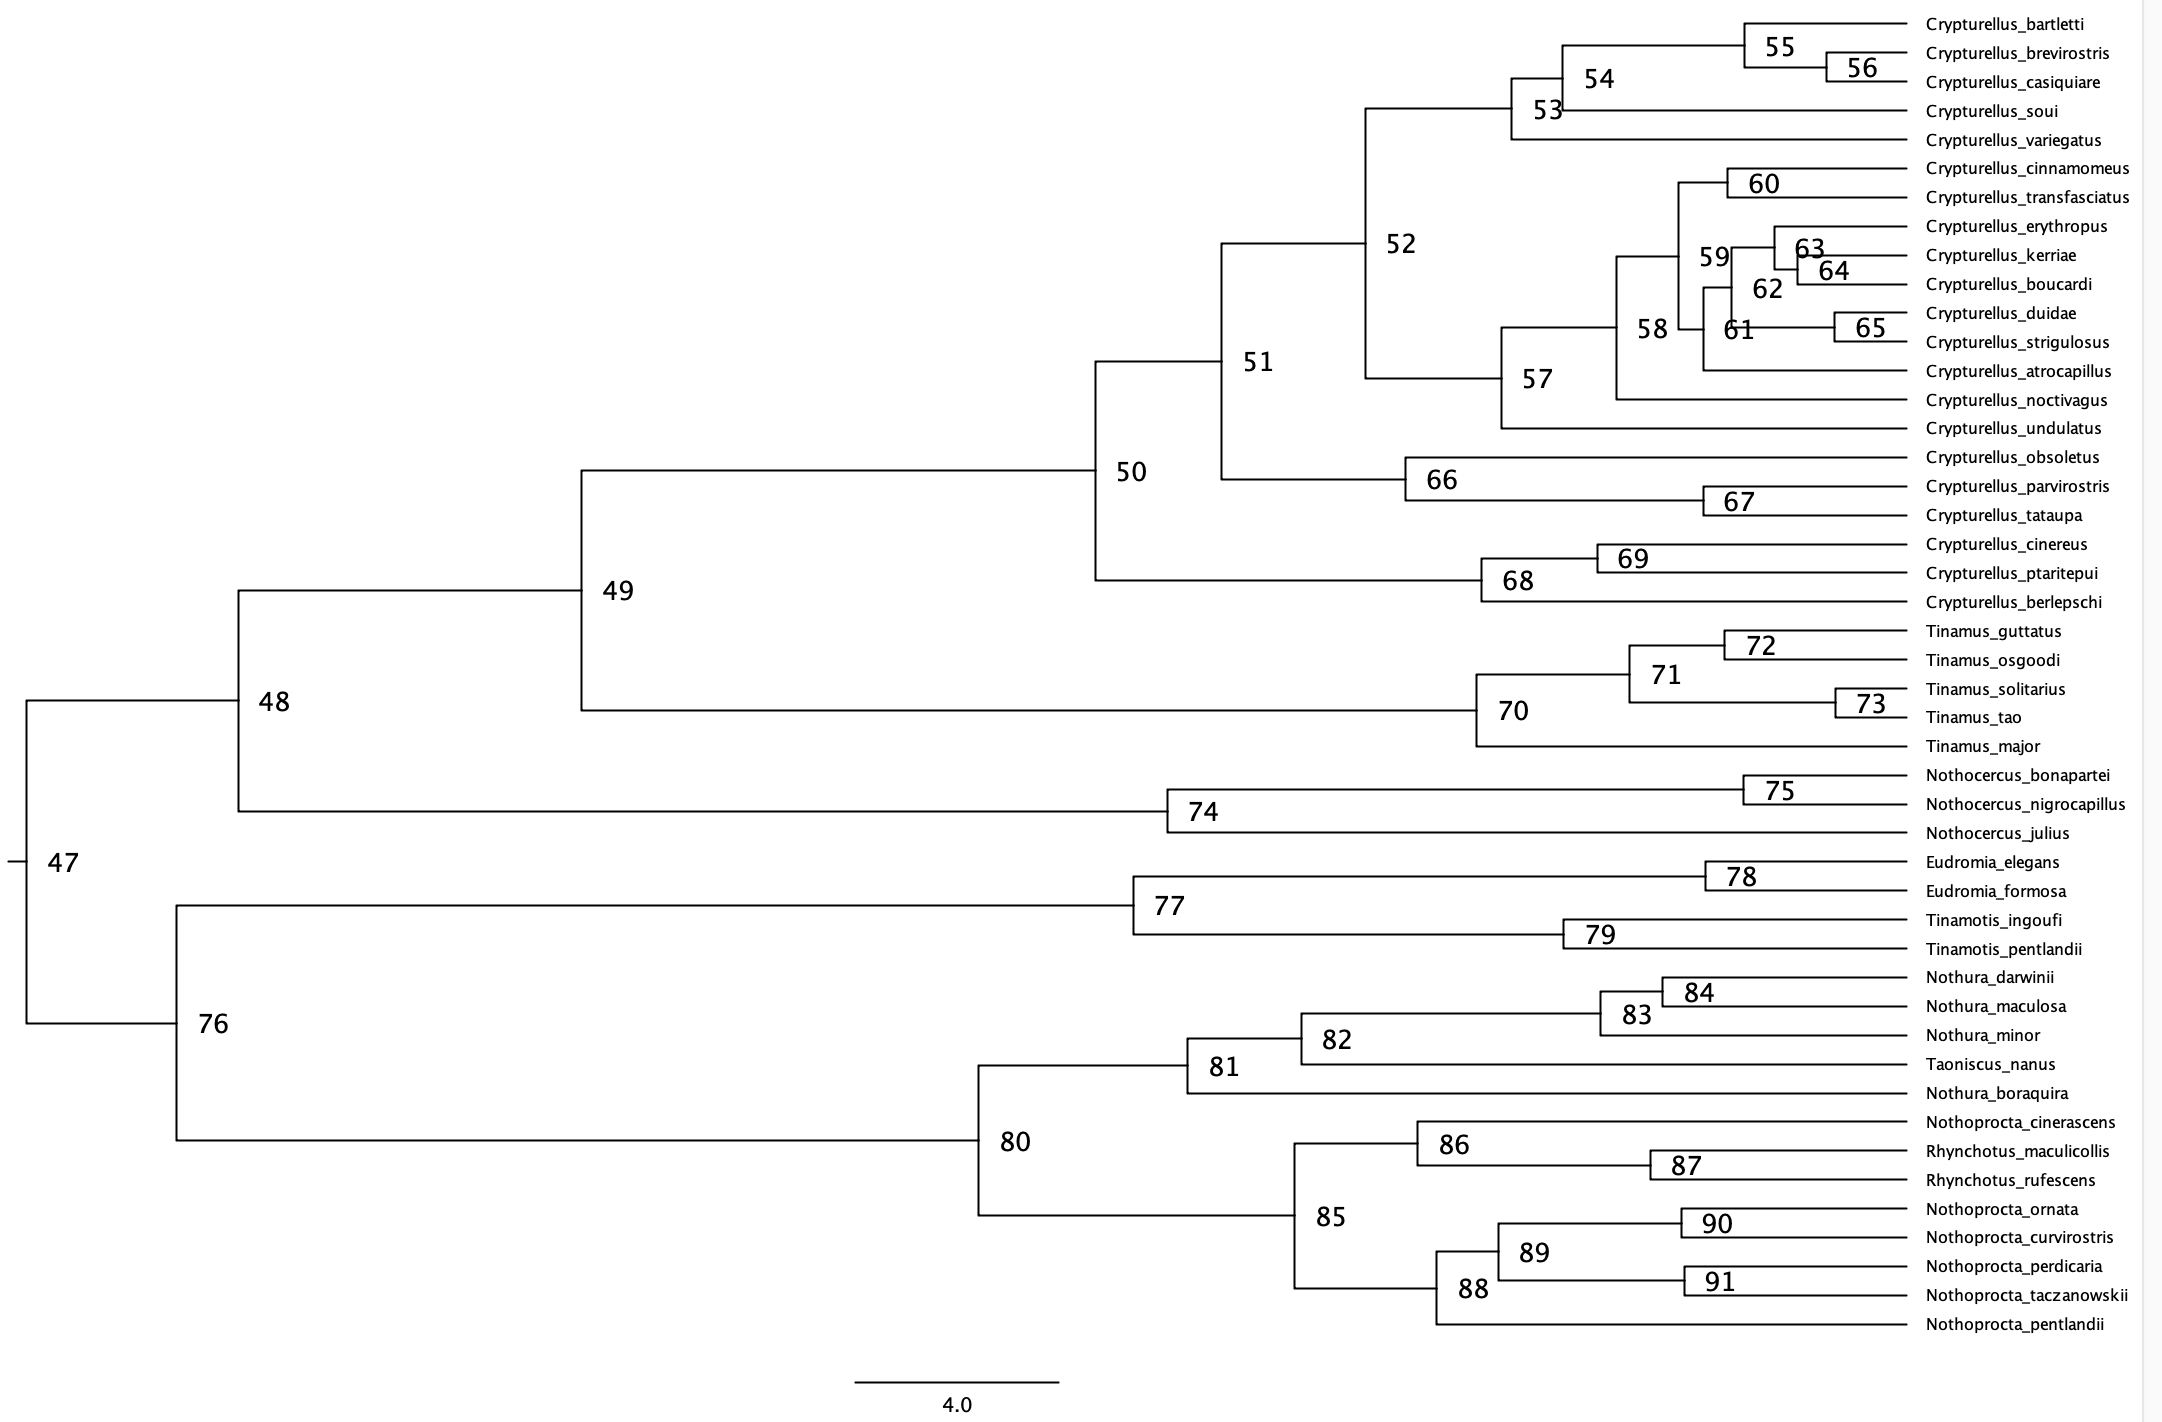 Crypturellus_bartletti
55
Crypturellus_brevirostris
56
Crypturellus_casiquiare
54
53
Crypturellus_soui
Crypturellus_variegatus
Crypturellus_cinnamomeus
60
Crypturellus_transfasciatus
Crypturellus_erythropus
52
63
59
Crypturellus_kerriae
64
Crypturellus_boucardi
62
Crypturellus_duidae
58
61
65
Crypturellus_strigulosus
51
Crypturellus_atrocapillus
57
Crypturellus_noctivagus
Crypturellus_undulatus
Crypturellus_obsoletus
50
66
Crypturellus_parvirostris
67
Crypturellus_tataupa
Crypturellus_cinereus
69
Crypturellus_ptaritepui
68
49
Crypturellus_berlepschi
Tinamus_guttatus
72
Tinamus_osgoodi
71
Tinamus_solitarius
48
73
70
Tinamus_tao
Tinamus_major
Nothocercus_bonapartei
75
Nothocercus_nigrocapillus
74
Nothocercus_julius
47
Eudromia_elegans
78
Eudromia_formosa
77
Tinamotis_ingoufi
79
Tinamotis_pentlandii
Nothura_darwinii
84
Nothura_maculosa
76
83
Nothura_minor
82
81
Taoniscus_nanus
Nothura_boraquira
Nothoprocta_cinerascens
80
86
Rhynchotus_maculicollis
87
Rhynchotus_rufescens
Nothoprocta_ornata
85
90
Nothoprocta_curvirostris
89
Nothoprocta_perdicaria
88
91
Nothoprocta_taczanowskii
Nothoprocta_pentlandii
4.0